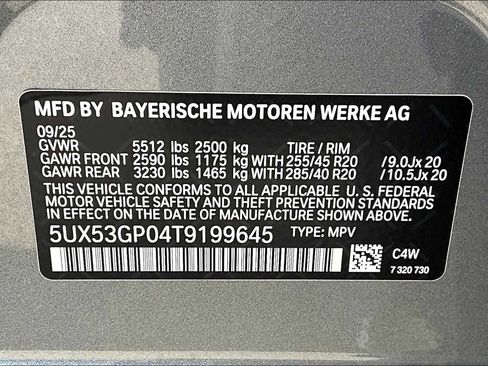 MFD BY BAYERISCHE MOTOREN WERKE AG
09/25
GVWR 5512 lbs 2500 kg TIRE / RIM
GAWR FRONT 2590 lbs 1175 kg WITH 255/45 R20 /9.0Jx 20
GAWR REAR 3230 lbs 1465 kg WITH 285/40 R20 /10.5Jx 20
THIS VEHICLE CONFORMS TO ALL APPLICABLE U. S. FEDERAL
MOTOR VEHICLE SAFETY, BUMPER, AND THEFT PREVENTION
STANDARDS IN EFFECT ON THE DATE OF MANUFACTURE SHOWN ABOVE.
5UX53GP04T9199645 TYPE: MPV
C4W
7 320 730